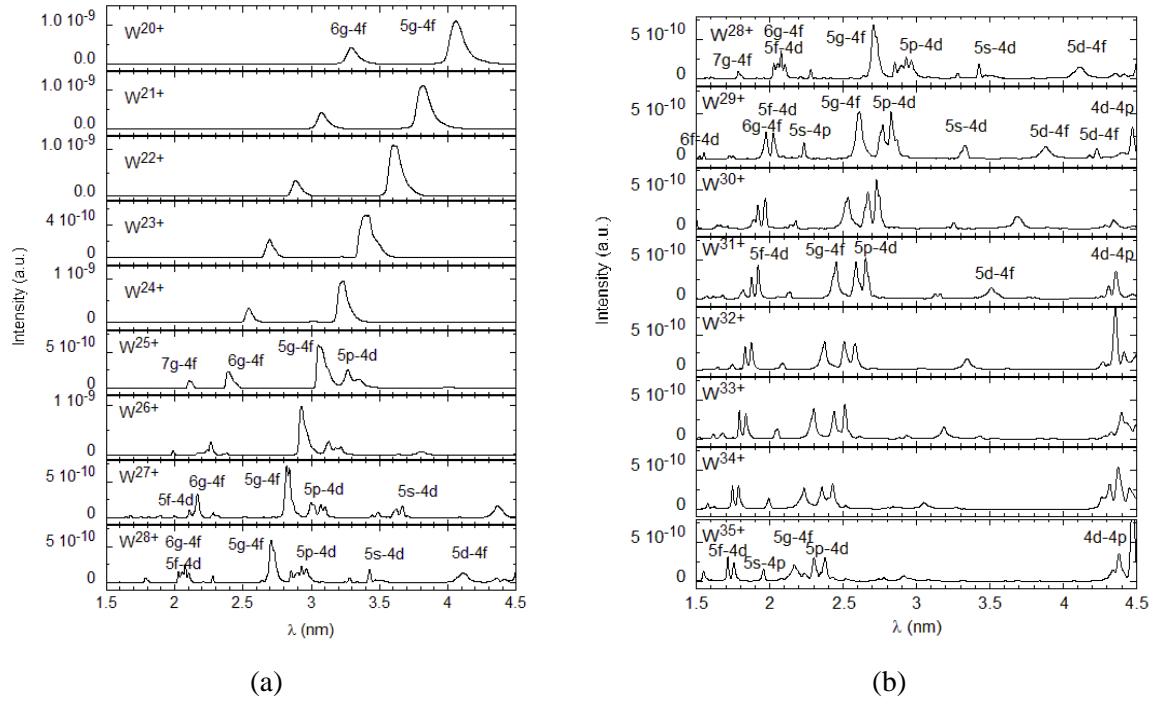 W20+
6g-4f
5g-4f
1.0 10-9
0.0
W21+
1.0 10-9
0.0
W22+
1.0 10-9
0.0
W23+
4 10-10
0
W24+
1 10-9
0
W25+
7g-4f
6g-4f
5g-4f
5p-4d
5 10-10
0
W26+
1 10-9
0
W27+
5f-4d
6g-4f
5g-4f
5p-4d
5s-4d
5 10-10
0
W28+
6g-4f
5f-4d
5g-4f
5p-4d
5s-4d
5d-4f
5 10-10
0
1.5 2 2.5 3 3.5 4 4.5
λ (nm)
Intensity (a.u.)
(a)
W28+
7g-4f
6g-4f
5f-4d
5g-4f
5p-4d
5s-4d
5d-4f
5 10-10
0
W29+
6f-4d
5f-4d
6g-4f
5s-4p
5g-4f
5p-4d
5s-4d
5d-4f
5d-4f
4d-4p
5 10-10
0
W30+
5 10-10
0
W31+
5f-4d
5g-4f
5p-4d
5d-4f
4d-4p
5 10-10
0
W32+
5 10-10
0
W33+
5 10-10
0
W34+
5 10-10
0
W35+
5f-4d
5s-4p
5g-4f
5p-4d
4d-4p
5 10-10
0
1.5 2 2.5 3 3.5 4 4.5
λ (nm)
Intensity (a.u.)
(b)